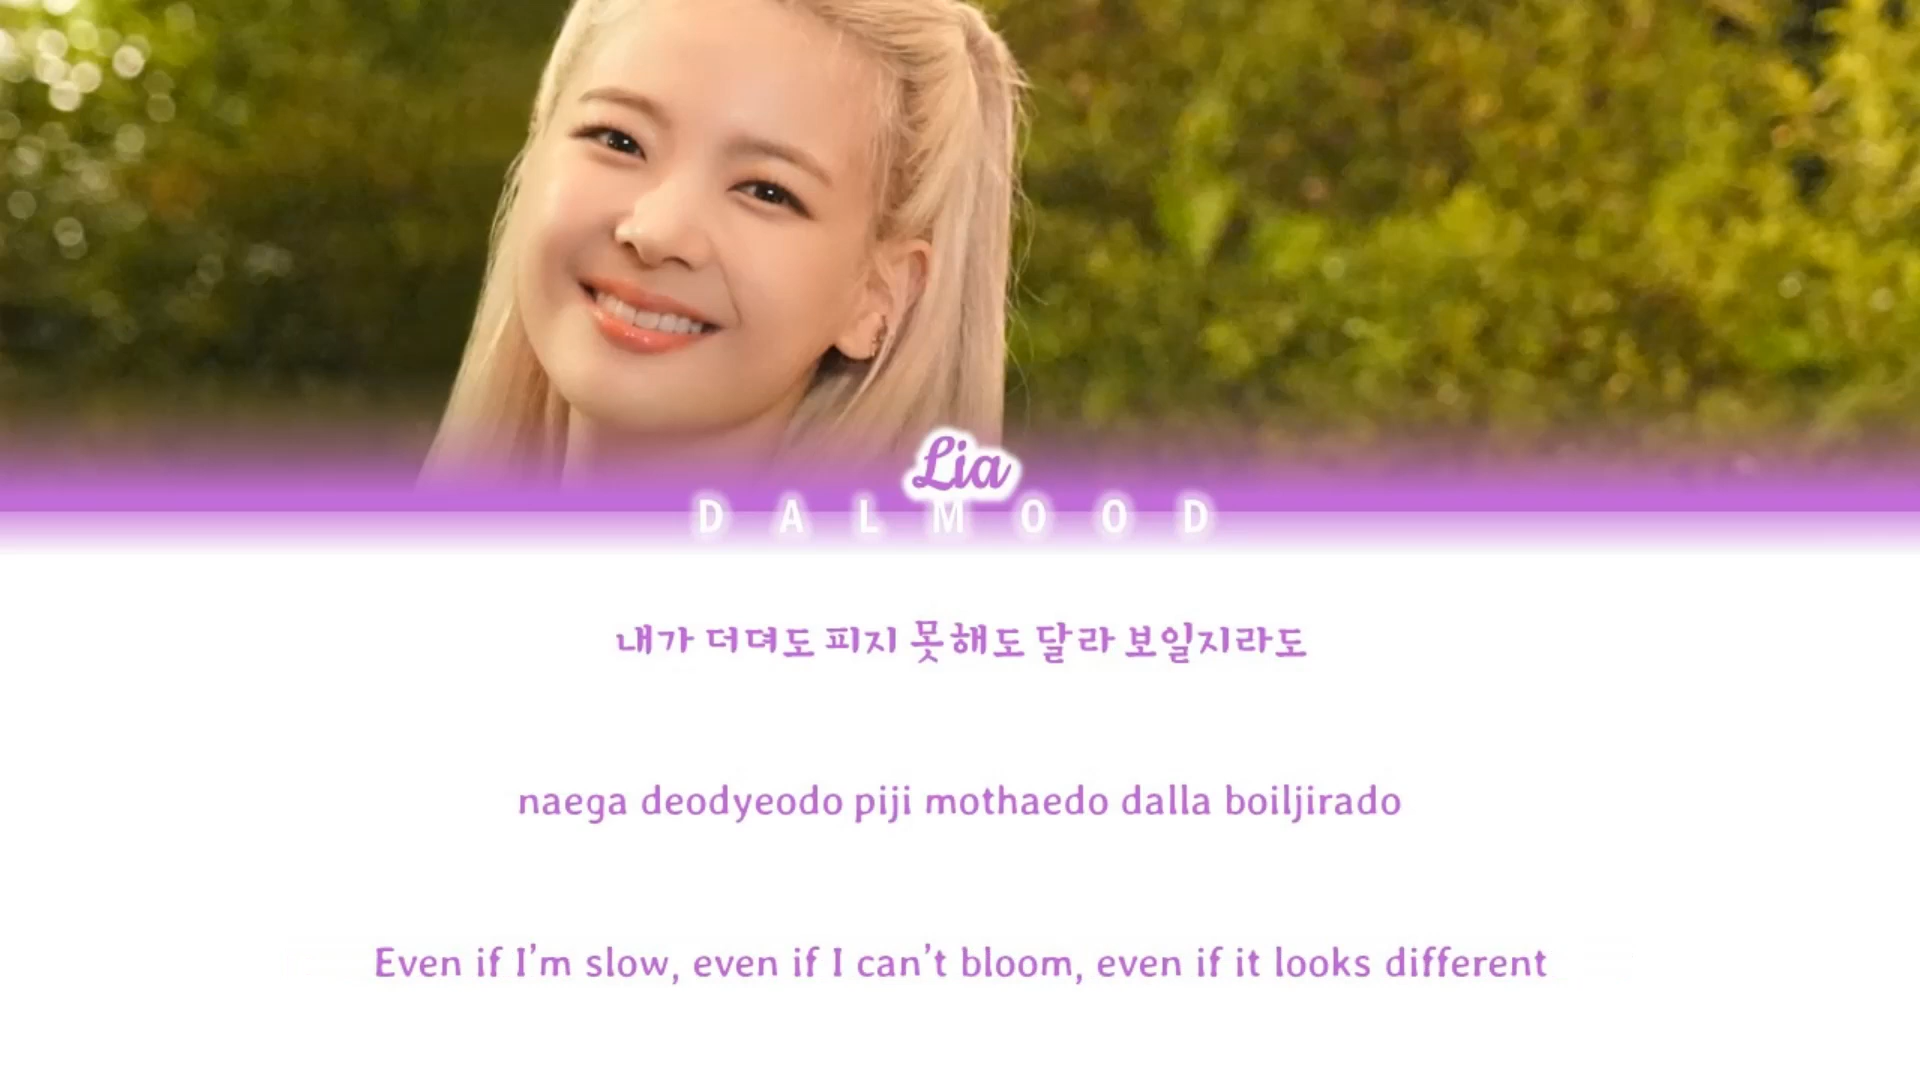 Lia
DALMOOD
내가 더뎌도 피지 못해도 달라 보일지라도
naega deodyeodo piji mothaedo dalla boiljirado
Even if I’m slow, even if I can’t bloom, even if it looks different